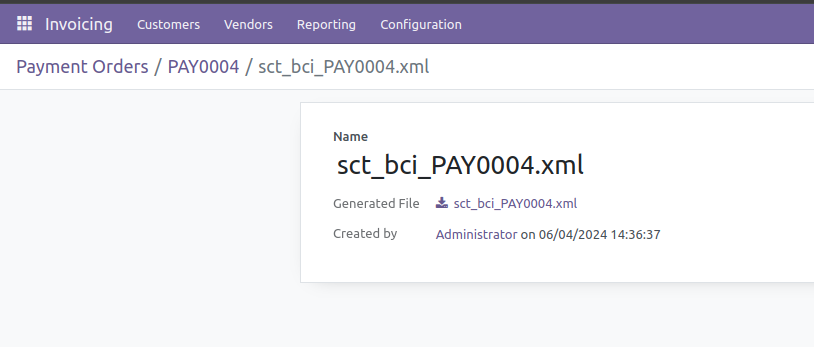 Invoicing Customers Vendors Reporting Configuration
Payment Orders / PAY0004 / sct_bci_PAY0004.xml
Name
sct_bci_PAY0004.xml
Generated File sct_bci_PAY0004.xml
Created by Administrator on 06/04/2024 14:36:37